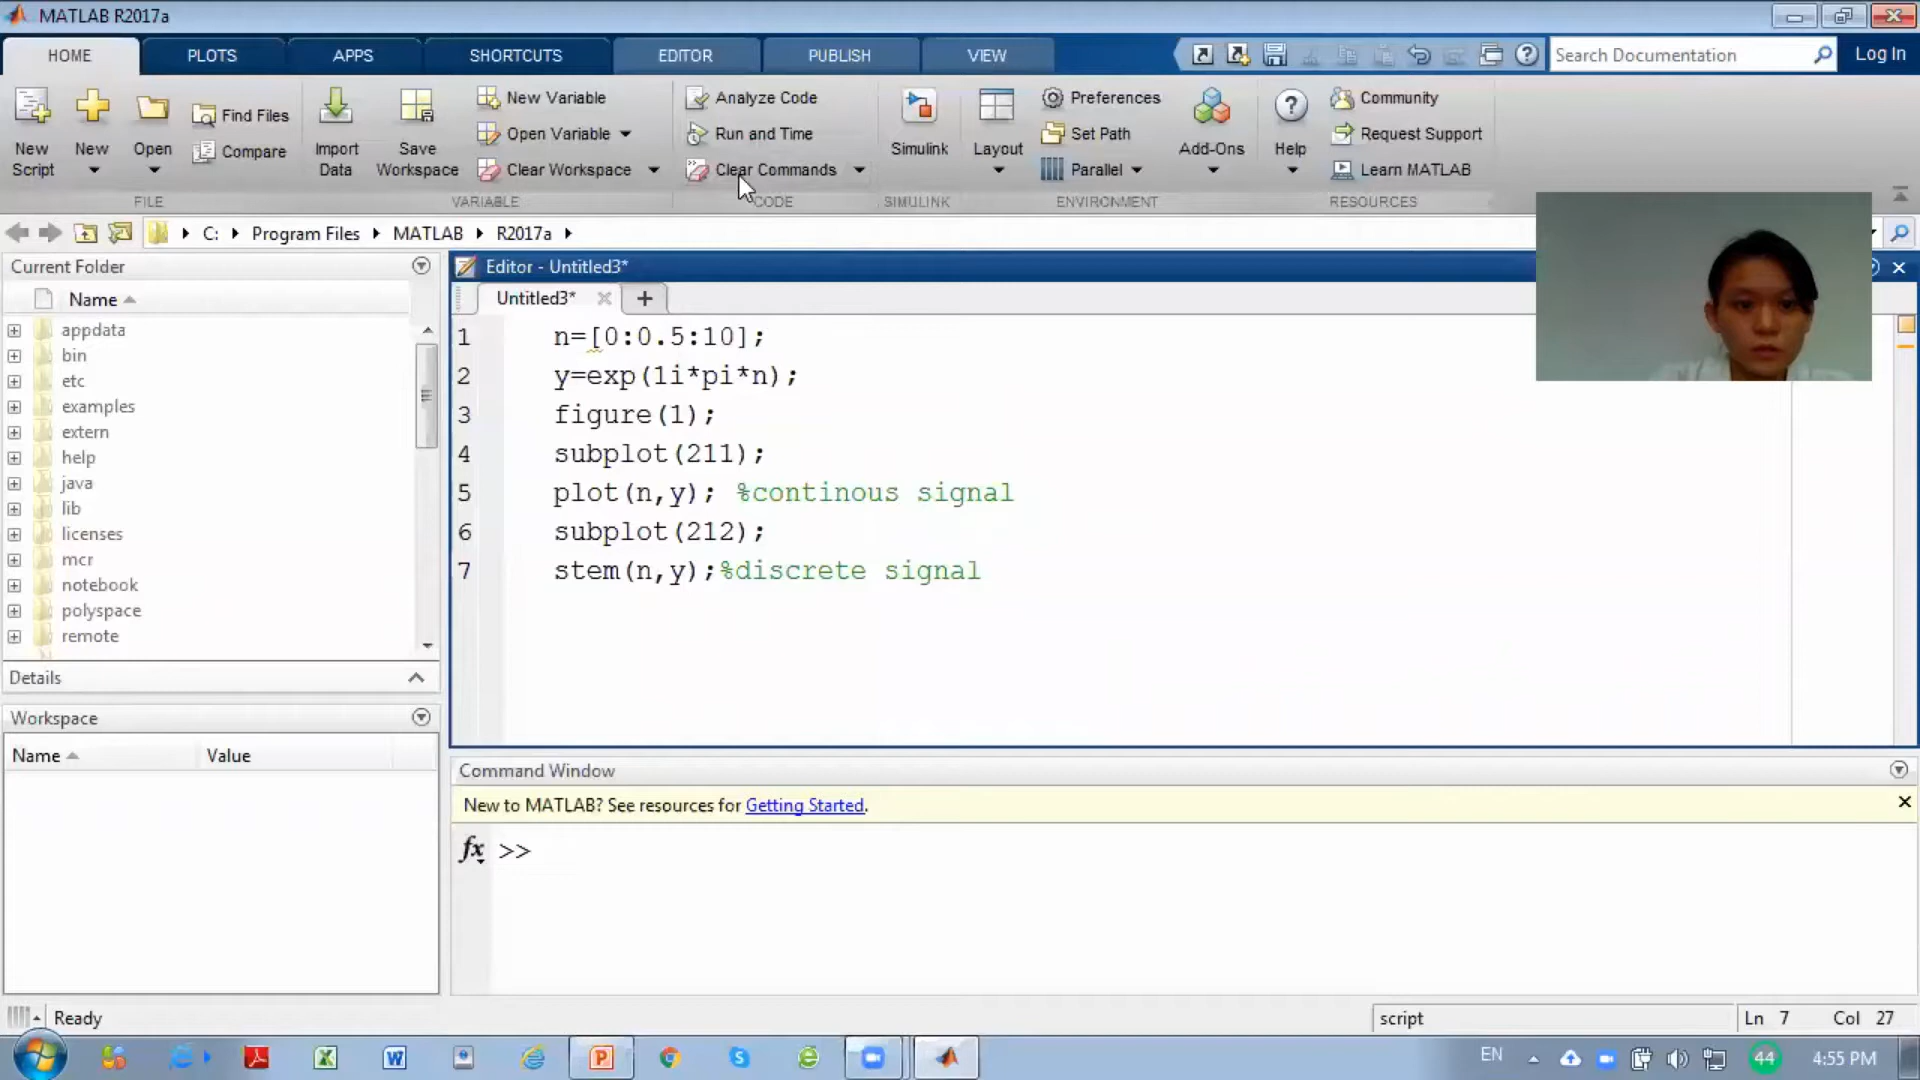 MATLAB R2017a
HOME PLOTS APPS SHORTCUTS EDITOR PUBLISH VIEW Search Documentation Log In
New Script New Open Find Files Compare Import Data Save Workspace New Variable Open Variable Clear Workspace Analyze Code Run and Time Clear Commands Simulink Layout Preferences Set Path Parallel Add-Ons Help Community Request Support Learn MATLAB
FILE VARIABLE CODE SIMULINK ENVIRONMENT RESOURCES
C: Program Files MATLAB R2017a
Current Folder
Name
appdata
bin
etc
examples
extern
help
java
lib
licenses
mcr
notebook
polyspace
remote
Details
Workspace
Name Value
Editor - Untitled3*
Untitled3* +
1 n=[0:0.5:10];
2 y=exp(1i*pi*n);
3 figure(1);
4 subplot(211);
5 plot(n,y); %continous signal
6 subplot(212);
7 stem(n,y);%discrete signal
Command Window
New to MATLAB? See resources for Getting Started.
fx >>
Ready script Ln 7 Col 27
EN 44 4:55 PM